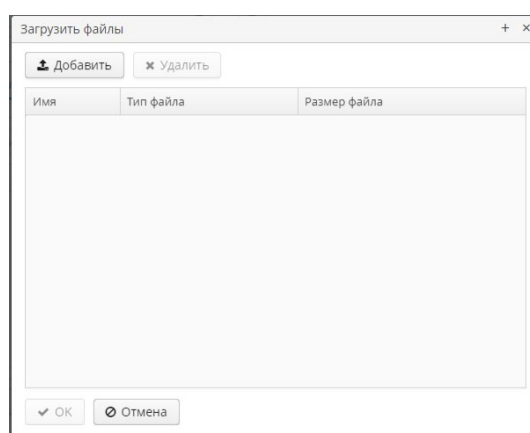 Загрузить файлы
Добавить Удалить
Имя Тип файла Размер файла
OK Отмена